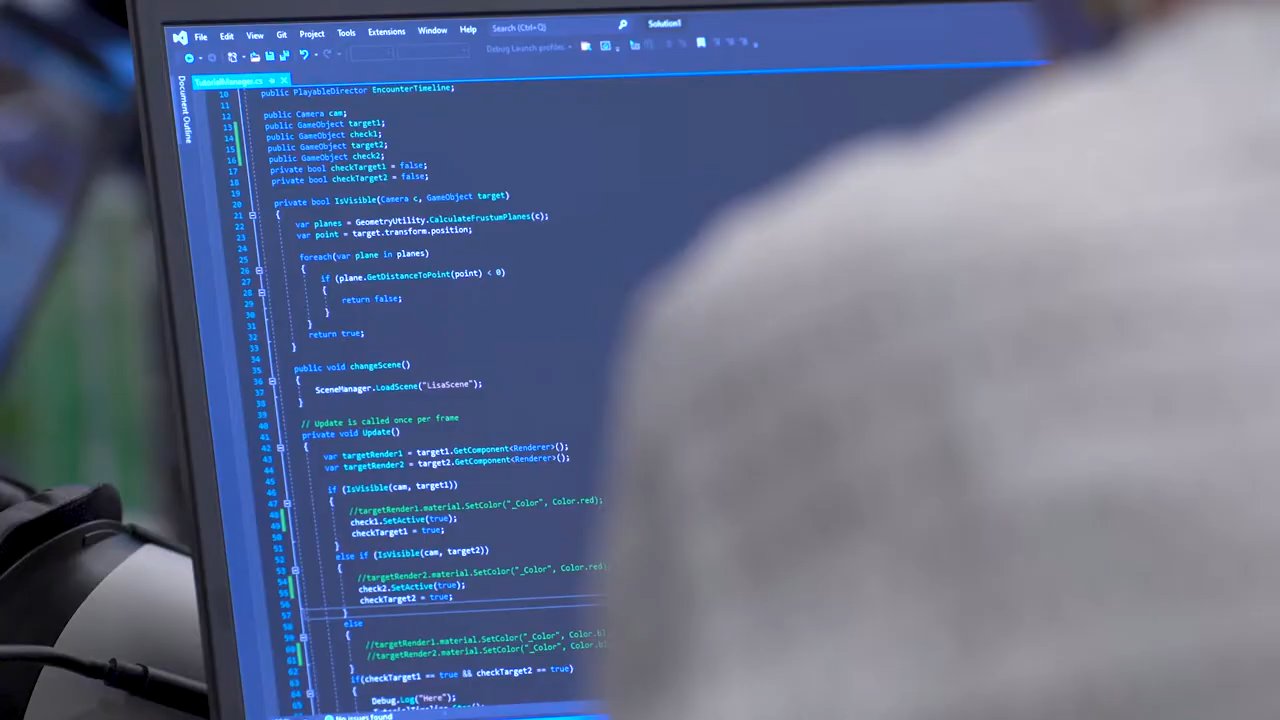 File Edit View Git Project Tools Extensions Window Help Search (Ctrl+Q) Solution1
Debug Launch profiles
TutorialManager.cs
Document Outline
10 public PlayableDirector EncounterTimeline;
11
12 public Camera cam;
13 public GameObject target1;
14 public GameObject check1;
15 public GameObject target2;
16 public GameObject check2;
17 private bool checkTarget1 = false;
18 private bool checkTarget2 = false;
19
20 private bool IsVisible(Camera c, GameObject target)
21 {
22 var planes = GeometryUtility.CalculateFrustumPlanes(c);
23 var point = target.transform.position;
24
25 foreach(var plane in planes)
26 {
27 if (plane.GetDistanceToPoint(point) < 0)
28 {
29 return false;
30 }
31 }
32 return true;
33 }
34
35 public void changeScene()
36 {
37 SceneManager.LoadScene("LisaScene");
38 }
39
40 // Update is called once per frame
41 private void Update()
42 {
43 var targetRender1 = target1.GetComponent<Renderer>();
44 var targetRender2 = target2.GetComponent<Renderer>();
45
46 if (IsVisible(cam, target1))
47 {
48 //targetRender1.material.SetColor("_Color", Color.red);
49 check1.SetActive(true);
50 checkTarget1 = true;
51 }
52 else if (IsVisible(cam, target2))
53 {
54 //targetRender2.material.SetColor("_Color", Color.red)
55 check2.SetActive(true);
56 checkTarget2 = true;
57 }
58 else
59 {
60 //targetRender1.material.SetColor("_Color", Color.bl
61 //targetRender2.material.SetColor("_Color", Color.bl
62 }
63 if(checkTarget1 == true && checkTarget2 == true)
64 {
65 Debug.Log("Here");
No issues found